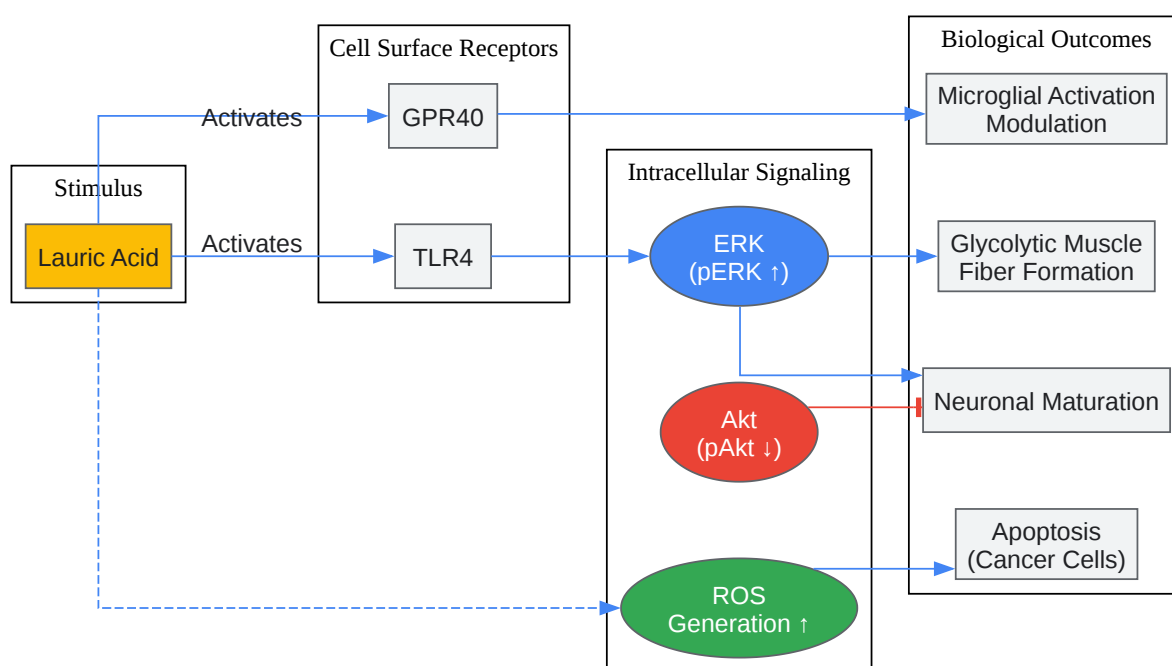 Stimulus
Lauric Acid
Activates
Activates
Cell Surface Receptors
GPR40
TLR4
Intracellular Signaling
ERK
(pERK ↑)
Akt
(pAkt ↓)
ROS
Generation ↑
Biological Outcomes
Microglial Activation
Modulation
Glycolytic Muscle
Fiber Formation
Neuronal Maturation
Apoptosis
(Cancer Cells)